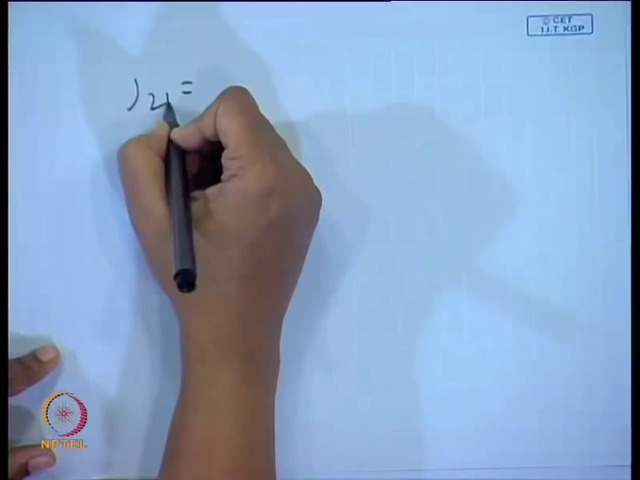 © CET
I.I.T. KGP
) 21 =
NPTEL